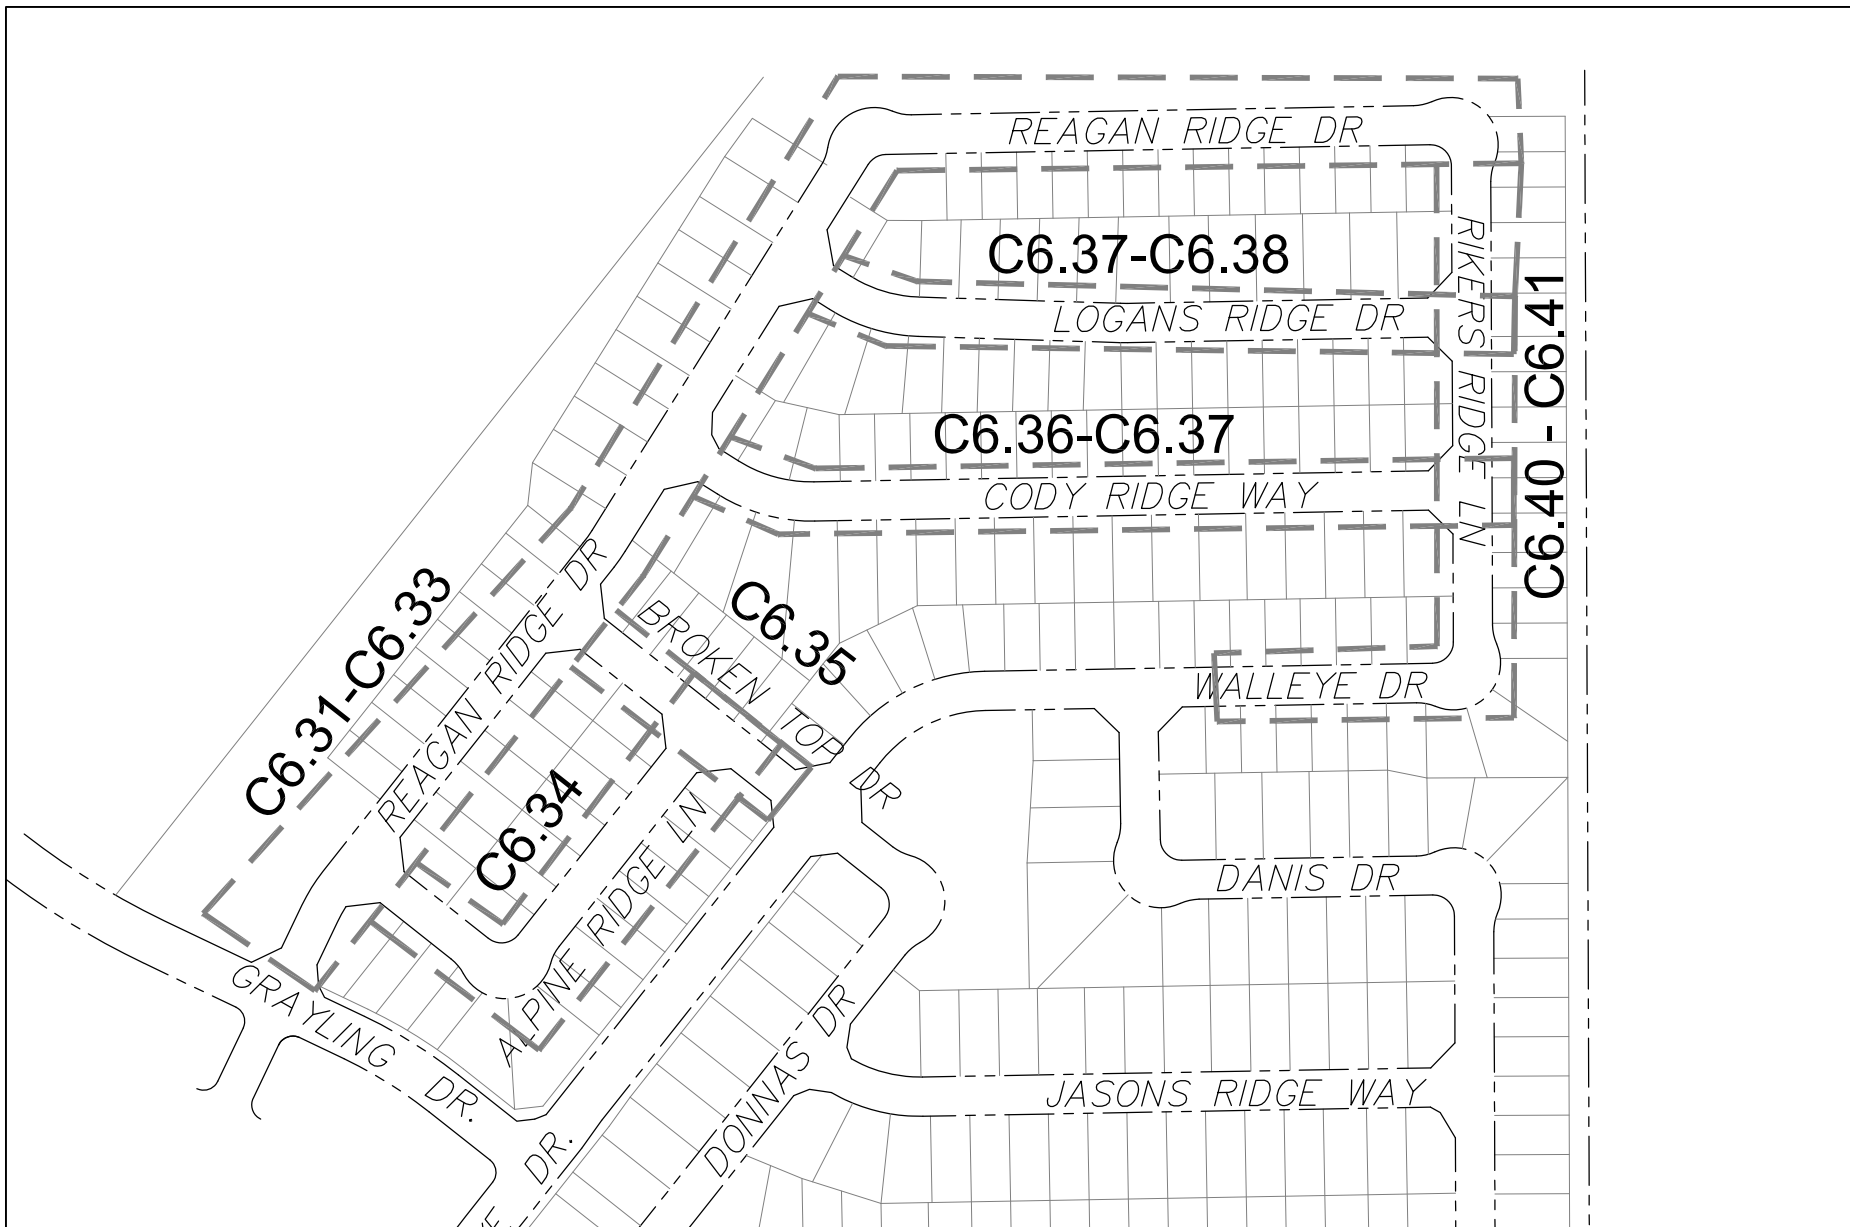 REAGAN RIDGE DR
C6.37-C6.38
RIKERS RIDGE LN
LOGANS RIDGE DR
C6.40 - C6.41
C6.36-C6.37
CODY RIDGE WAY
REAGAN RIDGE DR
C6.31-C6.33
BROKEN TOP DR
C6.35
WALLEYE DR
C6.34
ALPINE RIDGE LN
DANIS DR
GRAYLING DR.
DONNAS DR
JASONS RIDGE WAY
DR.